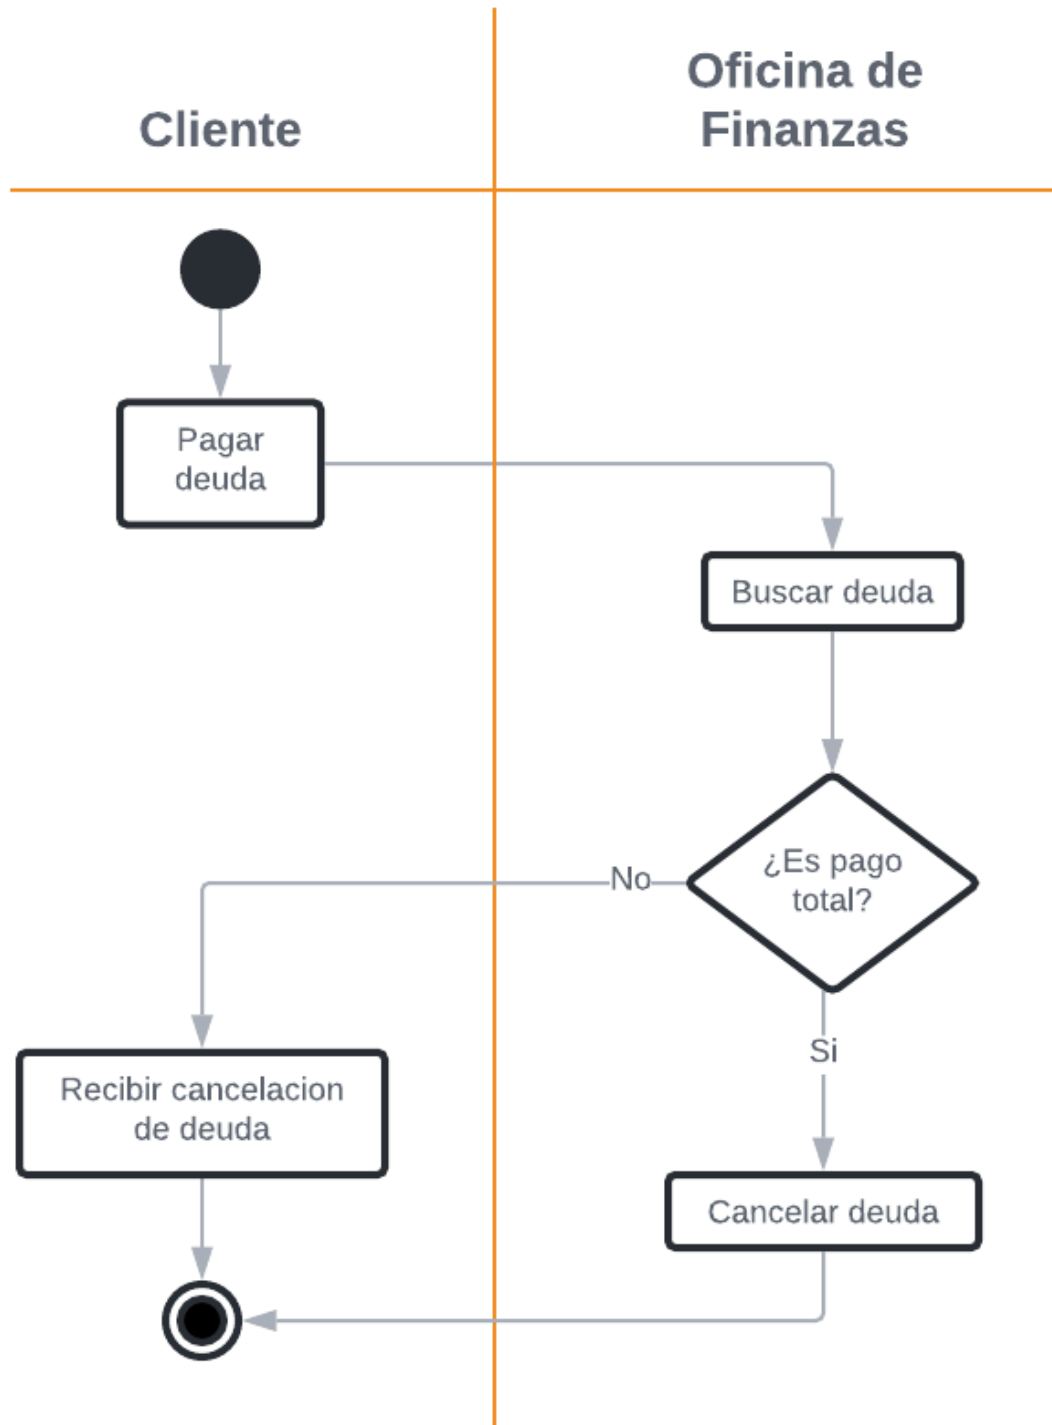 Cliente
Oficina de
Finanzas
Pagar
deuda
Buscar deuda
¿Es pago
total?
No
Si
Recibir cancelacion
de deuda
Cancelar deuda